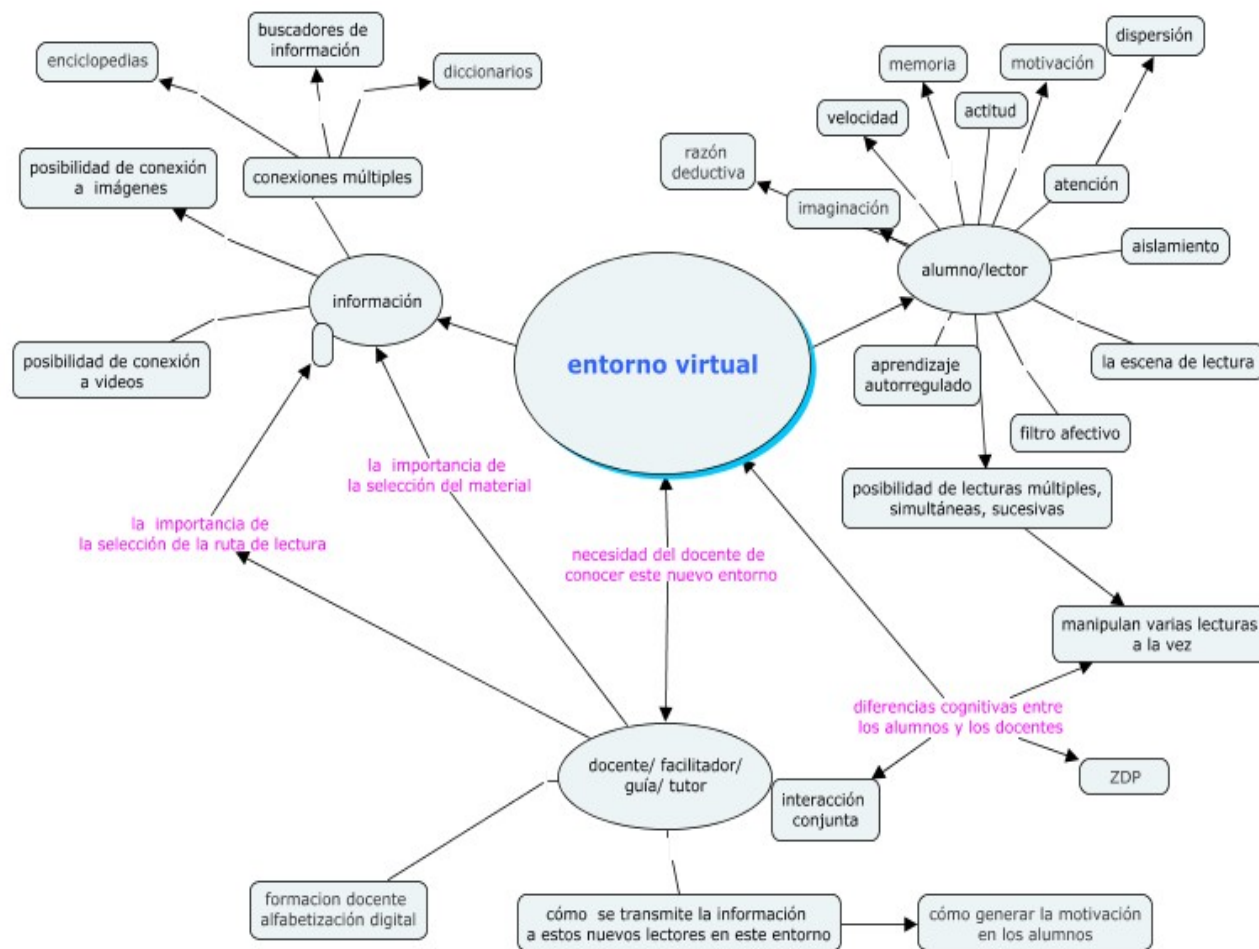 buscadores de
información
enciclopedias
diccionarios
conexiones múltiples
posibilidad de conexión
a imágenes
información
posibilidad de conexión
a videos
dispersión
memoria
motivación
velocidad
actitud
razón
deductiva
atención
imaginación
aislamiento
alumno/lector
entorno virtual
aprendizaje
autorregulado
la escena de lectura
filtro afectivo
posibilidad de lecturas múltiples,
simultáneas, sucesivas
la importancia de
la selección del material
la importancia de
la selección de la ruta de lectura
necesidad del docente de
conocer este nuevo entorno
manipulan varias lecturas
a la vez
diferencias cognitivas entre
los alumnos y los docentes
docente/ facilitador/
guía/ tutor
interacción
conjunta
ZDP
formacion docente
alfabetización digital
cómo se transmite la información
a estos nuevos lectores en este entorno
cómo generar la motivación
en los alumnos